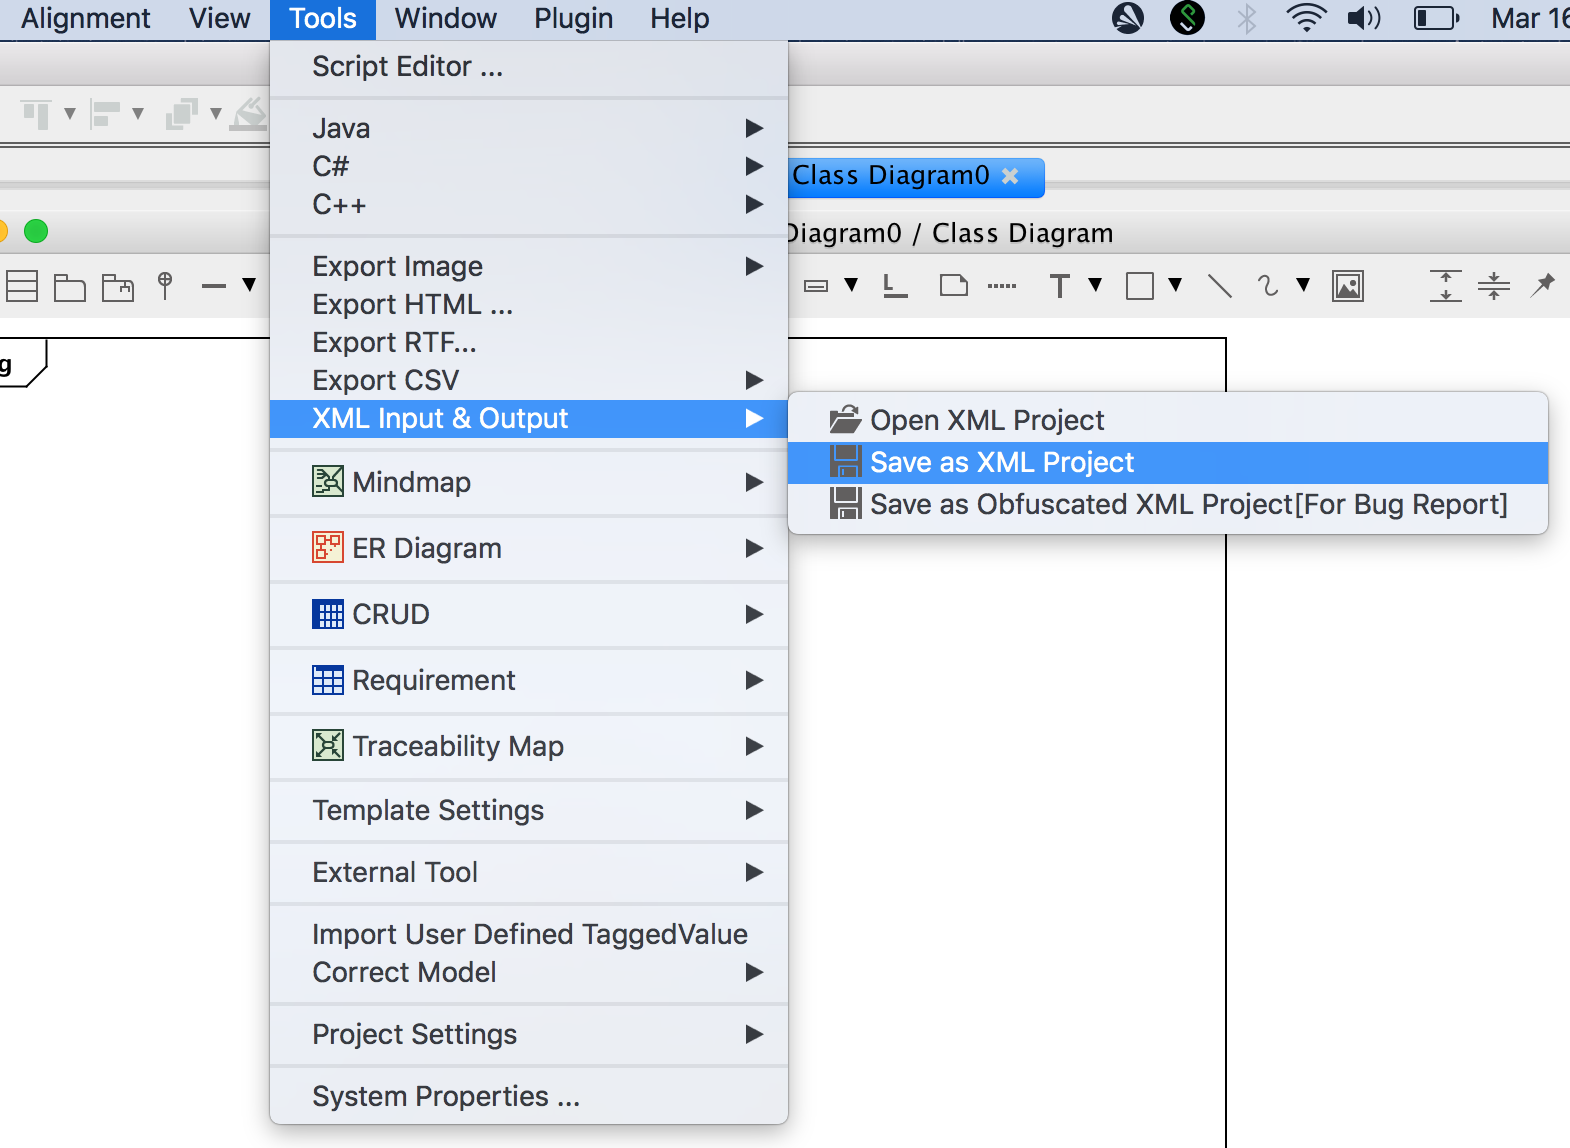 Alignment View Tools Window Plugin Help Mar 16
Script Editor ...
Java
C#
C++
Class Diagram0
Diagram0 / Class Diagram
Export Image
Export HTML ...
Export RTF...
Export CSV
g
XML Input & Output
Open XML Project
Save as XML Project
Save as Obfuscated XML Project[For Bug Report]
Mindmap
ER Diagram
CRUD
Requirement
Traceability Map
Template Settings
External Tool
Import User Defined TaggedValue
Correct Model
Project Settings
System Properties ...